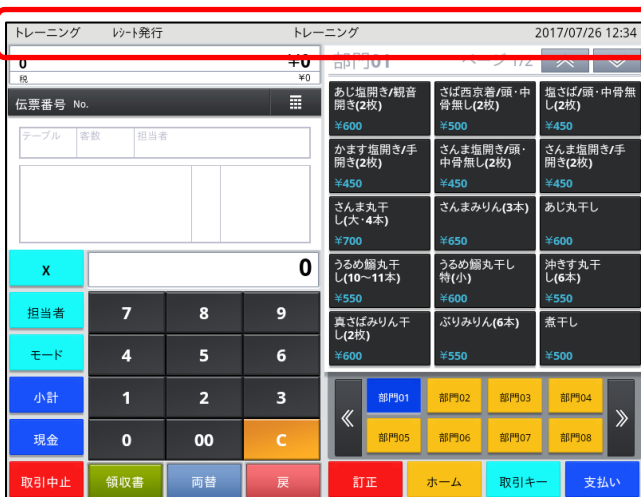 トレーニング レシート発行 トレーニング 2017/07/26 12:34
0 ¥0
税 ¥0
部門01 ページ 1/2
伝票番号 No.
テーブル 客数 担当者
あじ塩開き/観音開き(2枚)
¥600
さば西京着/頭・中骨無し(2枚)
¥500
塩さば/頭・中骨無し(2枚)
¥450
かます塩開き/手開き(2枚)
¥450
さんま塩開き/頭・中骨無し(2枚)
¥450
さんま塩開き/手開き(2枚)
¥450
さんま丸干し(大・4本)
¥700
さんまみりん(3本)
¥650
あじ丸干し
¥600
うるめ鰯丸干し(10～11本)
¥550
うるめ鰯丸干し特(小)
¥600
沖きす丸干し(6本)
¥550
真さばみりん干し(2枚)
¥600
ぶりみりん(6本)
¥550
煮干し
¥500
X 0
担当者 7 8 9
モード 4 5 6
小計 1 2 3
現金 0 00 C
取引中止 領収書 両替 戻
《 部門01 部門02 部門03 部門04 》
部門05 部門06 部門07 部門08
訂正 ホーム 取引キー 支払い